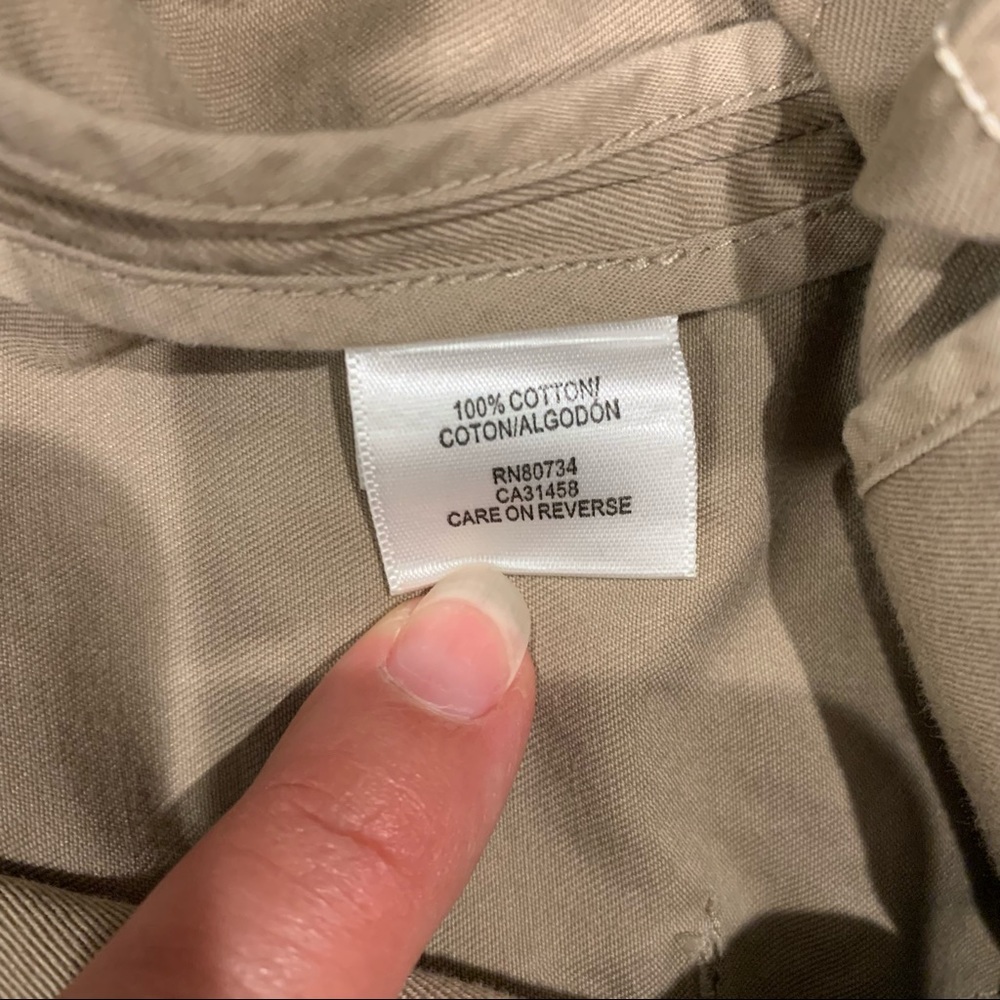 100% COTTON/
COTON/ALGODÓN
RN80734
CA31458
CARE ON REVERSE